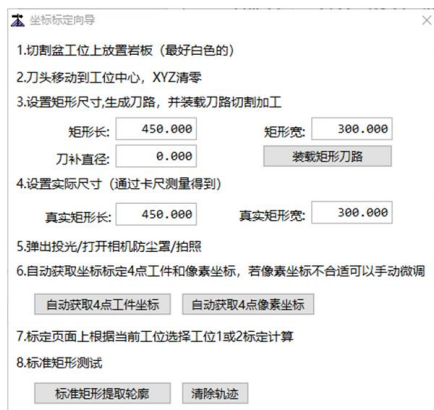 坐标标定向导
1.切割盆工位上放置岩板（最好白色的）
2.刀头移动到工位中心，XYZ清零
3.设置矩形尺寸,生成刀路，并装载刀路切割加工
矩形长: 450.000 矩形宽: 300.000
刀补直径: 0.000 装载矩形刀路
4.设置实际尺寸（通过卡尺测量得到）
真实矩形长: 450.000 真实矩形宽: 300.000
5.弹出投光/打开相机防尘罩/拍照
6.自动获取坐标标定4点工件和像素坐标，若像素坐标不合适可以手动微调
自动获取4点工件坐标 自动获取4点像素坐标
7.标定页面上根据当前工位选择工位1或2标定计算
8.标准矩形测试
标准矩形提取轮廓 清除轨迹